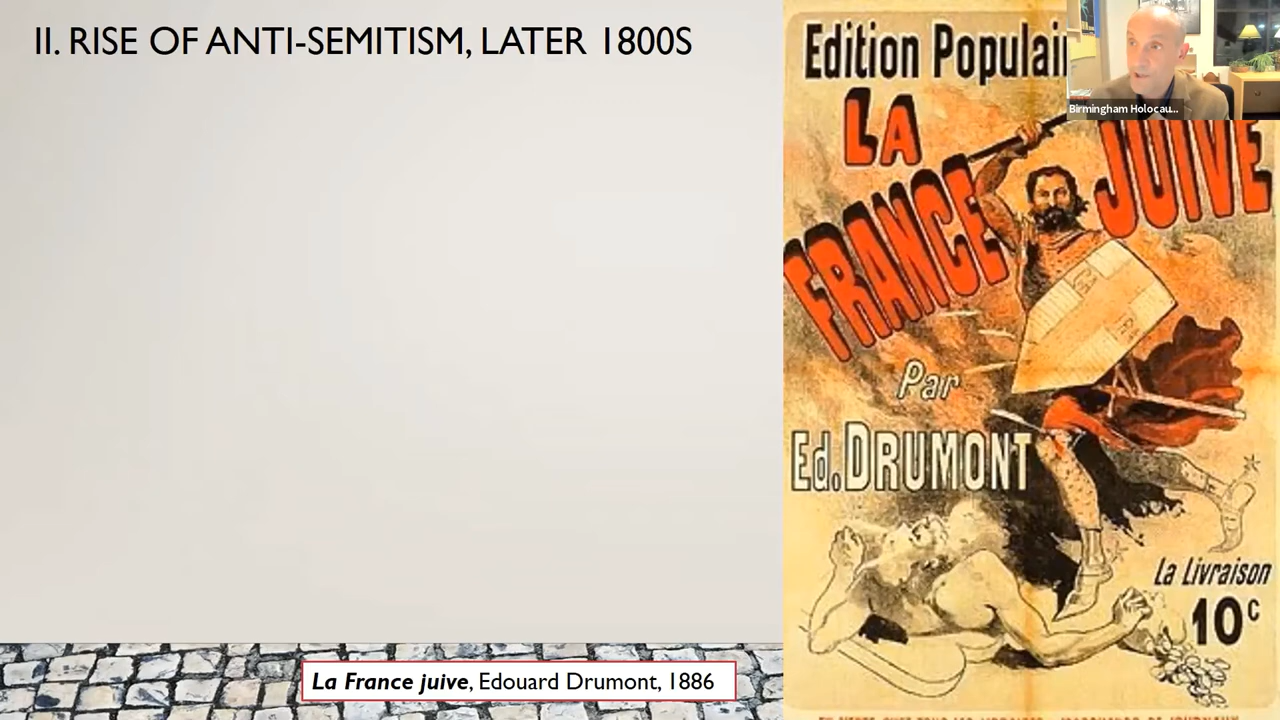 II. RISE OF ANTI-SEMITISM, LATER 1800S
Edition Populai
Birmingham Holocau...
LA
FRANCE
JUIVE
Par
Ed. DRUMONT
La Livraison
10c
La France juive, Edouard Drumont, 1886